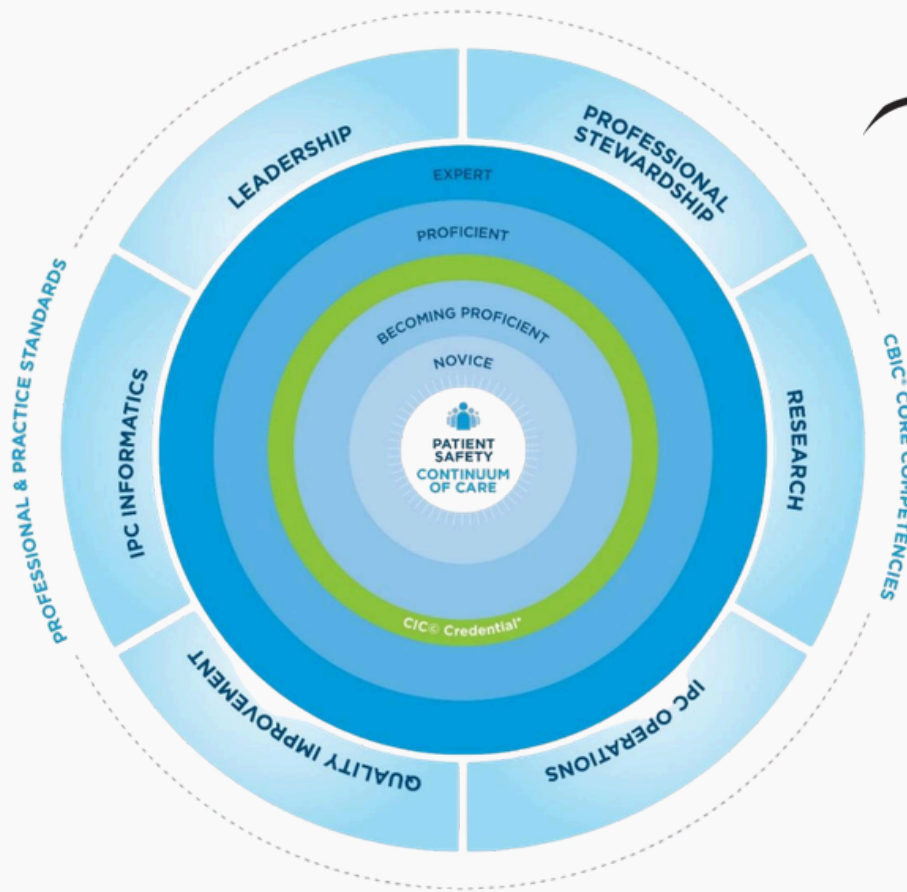 LEADERSHIP
PROFESSIONAL
STEWARDSHIP
EXPERT
PROFICIENT
BECOMING PROFICIENT
NOVICE
PATIENT
SAFETY
CONTINUUM
OF CARE
CIC© Credential®
IPC INFORMATICS
RESEARCH
QUALITY IMPROVEMENT
IPC OPERATIONS
PROFESSIONAL & PRACTICE STANDARDS
CBIC® CORE COMPETENCIES